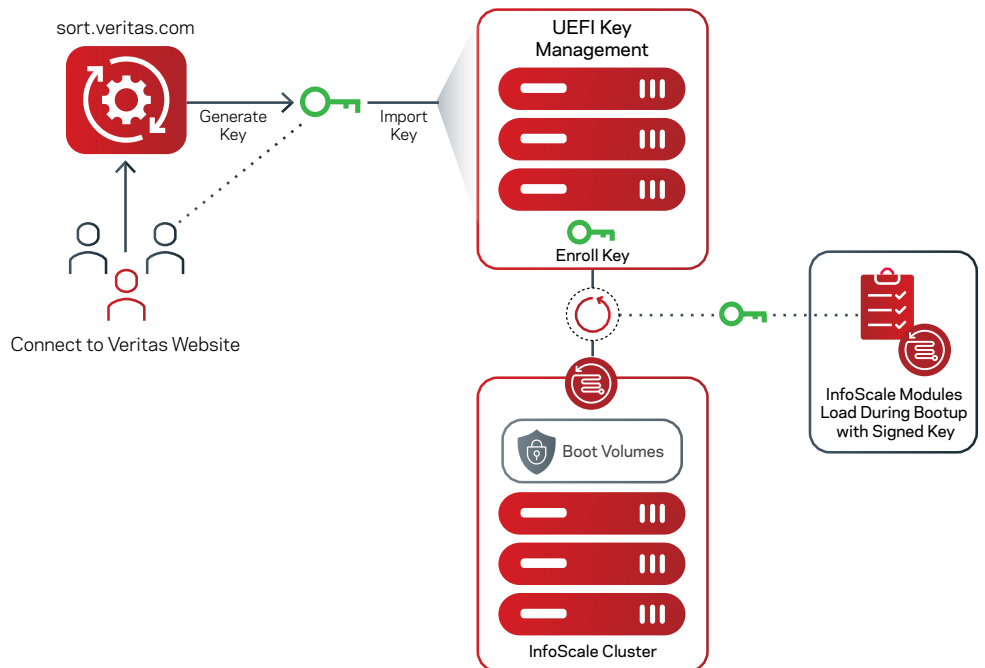 sort.veritas.com
UEFI Key
Management
Generate
Key
Import
Key
Enroll Key
Connect to Veritas Website
InfoScale Modules
Load During Bootup
with Signed Key
Boot Volumes
InfoScale Cluster